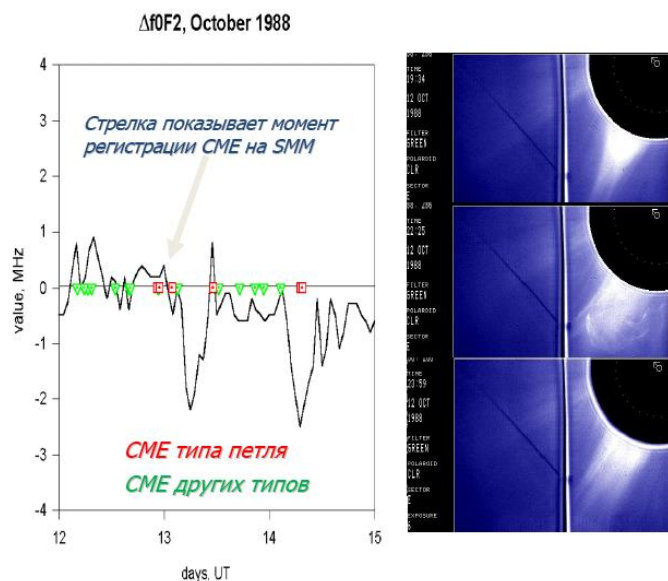 Δf0F2, October 1988
4
3
2
1
0
-1
-2
-3
-4
value, MHz
Стрелка показывает момент
регистрации CME на SMM
CME типа петля
CME других типов
12
13
14
15
days, UT
TIME
19:34
12 OCT
1988
FILTER
GREEN
POLAROID
CLR
SECTOR
E
TIME
22:25
12 OCT
1988
FILTER
GREEN
POLAROID
CLR
SECTOR
E
TIME
23:59
12 OCT
1988
FILTER
GREEN
POLAROID
CLR
SECTOR
E
EXPOSURE